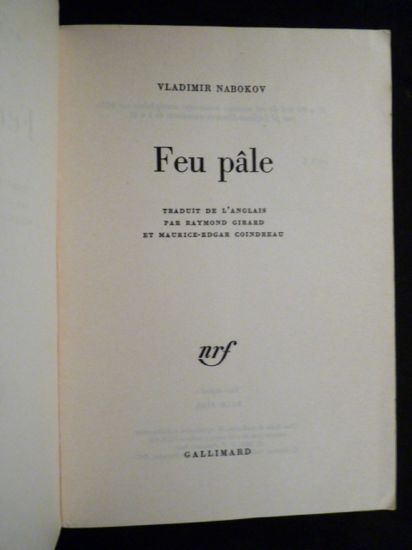 VLADIMIR NABOKOV
Feu pâle
TRADUIT DE L'ANGLAIS
PAR RAYMOND GIRARD
ET MAURICE-EDGAR COINDREAU
nrf
GALLIMARD